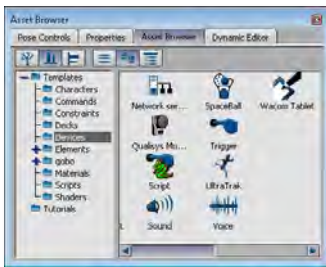 Asset Browser
Pose Controls Properties Asset Browser Dynamic Editor
Templates
Characters
Commands
Constraints
Decks
Devices
Elements
gobo
Materials
Scripts
Shaders
Tutorials
Network ser... SpaceBall Wacom Tablet
Qualisys Mo... Trigger
Script UltraTrak
Sound Voice